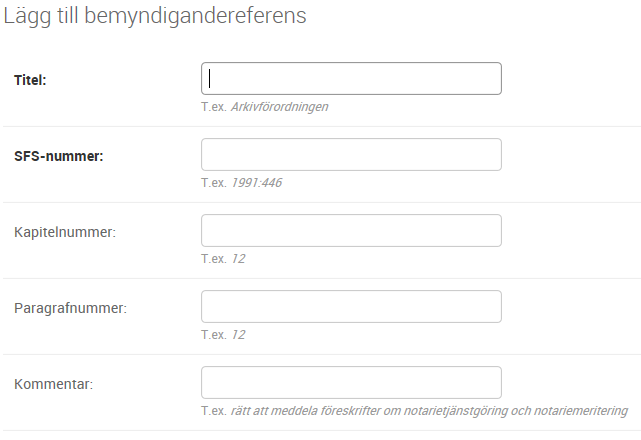 Lägg till bemyndigandereferens
Titel:
T.ex. Arkivförordningen
SFS-nummer:
T.ex. 1991:446
Kapitelnummer:
T.ex. 12
Paragrafnummer:
T.ex. 12
Kommentar:
T.ex. rätt att meddela föreskrifter om notarietjänstgöring och notariemeritering